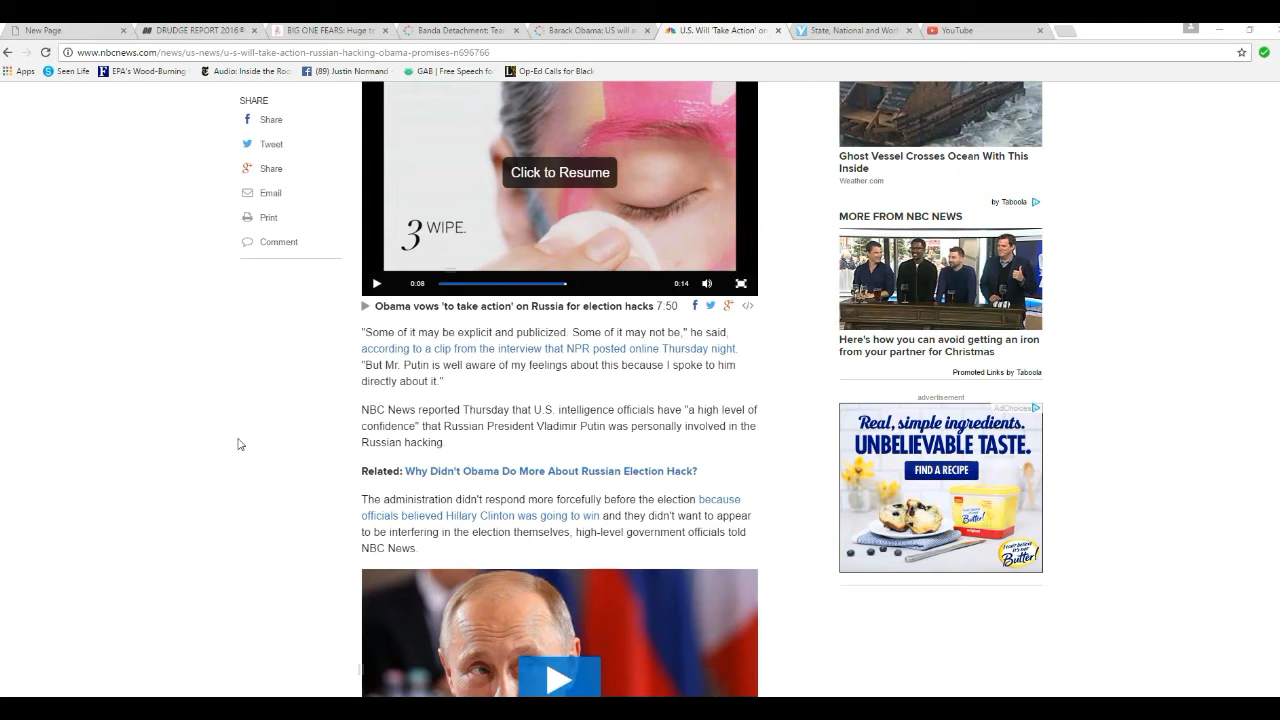 New Page
DRUDGE REPORT 2016®
BIG ONE FEARS: Huge te
Banda Detachment: Tear
Barack Obama: US will a
U.S. Will 'Take Action' on
State, National and Worl
YouTube
www.nbcnews.com/news/us-news/u-s-will-take-action-russian-hacking-obama-promises-n696766
Apps
Seen Life
EPA's Wood-Burning
Audio: Inside the Ro
(89) Justin Normand
GAB | Free Speech fo
Op-Ed Calls for Black
SHARE
Share
Tweet
Share
Email
Print
Comment
Click to Resume
3 WIPE.
0:08
0:14
Obama vows 'to take action' on Russia for election hacks 7:50
"Some of it may be explicit and publicized. Some of it may not be," he said,
according to a clip from the interview that NPR posted online Thursday night.
"But Mr. Putin is well aware of my feelings about this because I spoke to him
directly about it."
NBC News reported Thursday that U.S. intelligence officials have "a high level of
confidence" that Russian President Vladimir Putin was personally involved in the
Russian hacking.
Related: Why Didn't Obama Do More About Russian Election Hack?
The administration didn't respond more forcefully before the election because
officials believed Hillary Clinton was going to win and they didn't want to appear
to be interfering in the election themselves, high-level government officials told
NBC News.
Ghost Vessel Crosses Ocean With This
Inside
Weather.com
by Taboola
MORE FROM NBC NEWS
Here's how you can avoid getting an iron
from your partner for Christmas
Promoted Links by Taboola
advertisement
AdChoices
Real, simple ingredients.
UNBELIEVABLE TASTE.
FIND A RECIPE
Butter!
I can't believe
it's not
Butter!